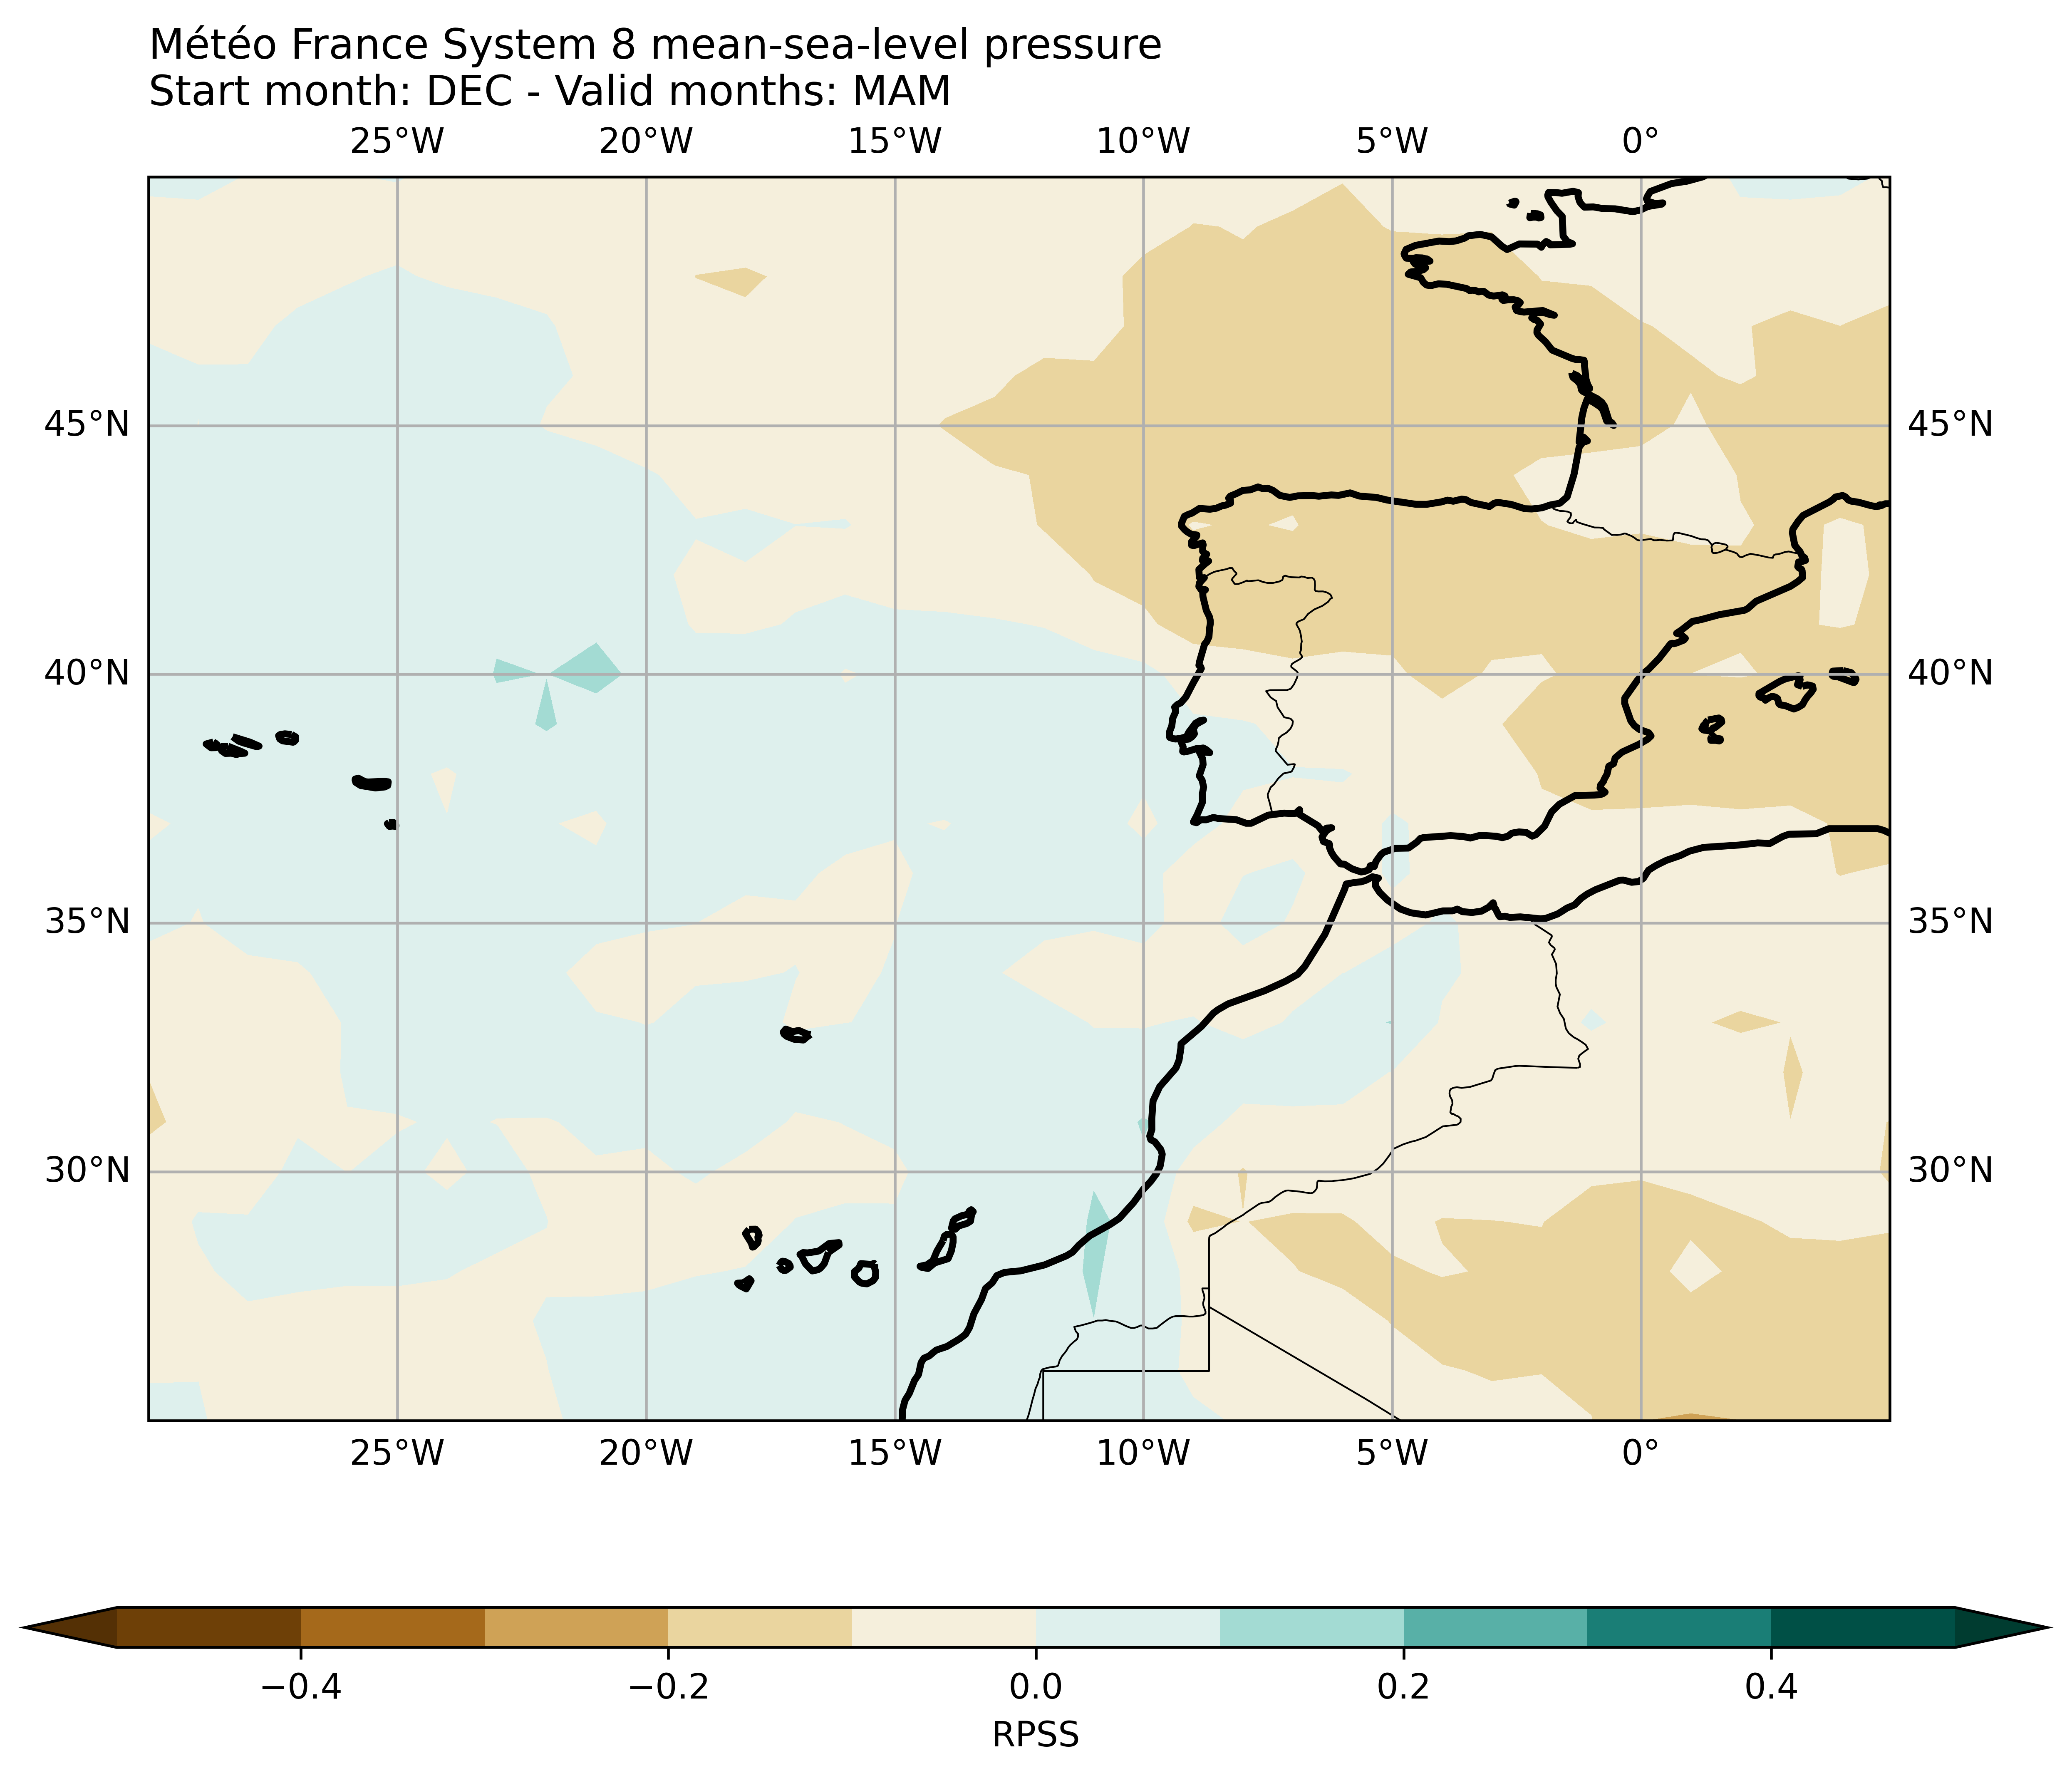 Météo France System 8 mean-sea-level pressure
Start month: DEC - Valid months: MAM
25°W 20°W 15°W 10°W 5°W 0°
45°N 45°N
40°N 40°N
35°N 35°N
30°N 30°N
25°W 20°W 15°W 10°W 5°W 0°
−0.4 −0.2 0.0 0.2 0.4
RPSS